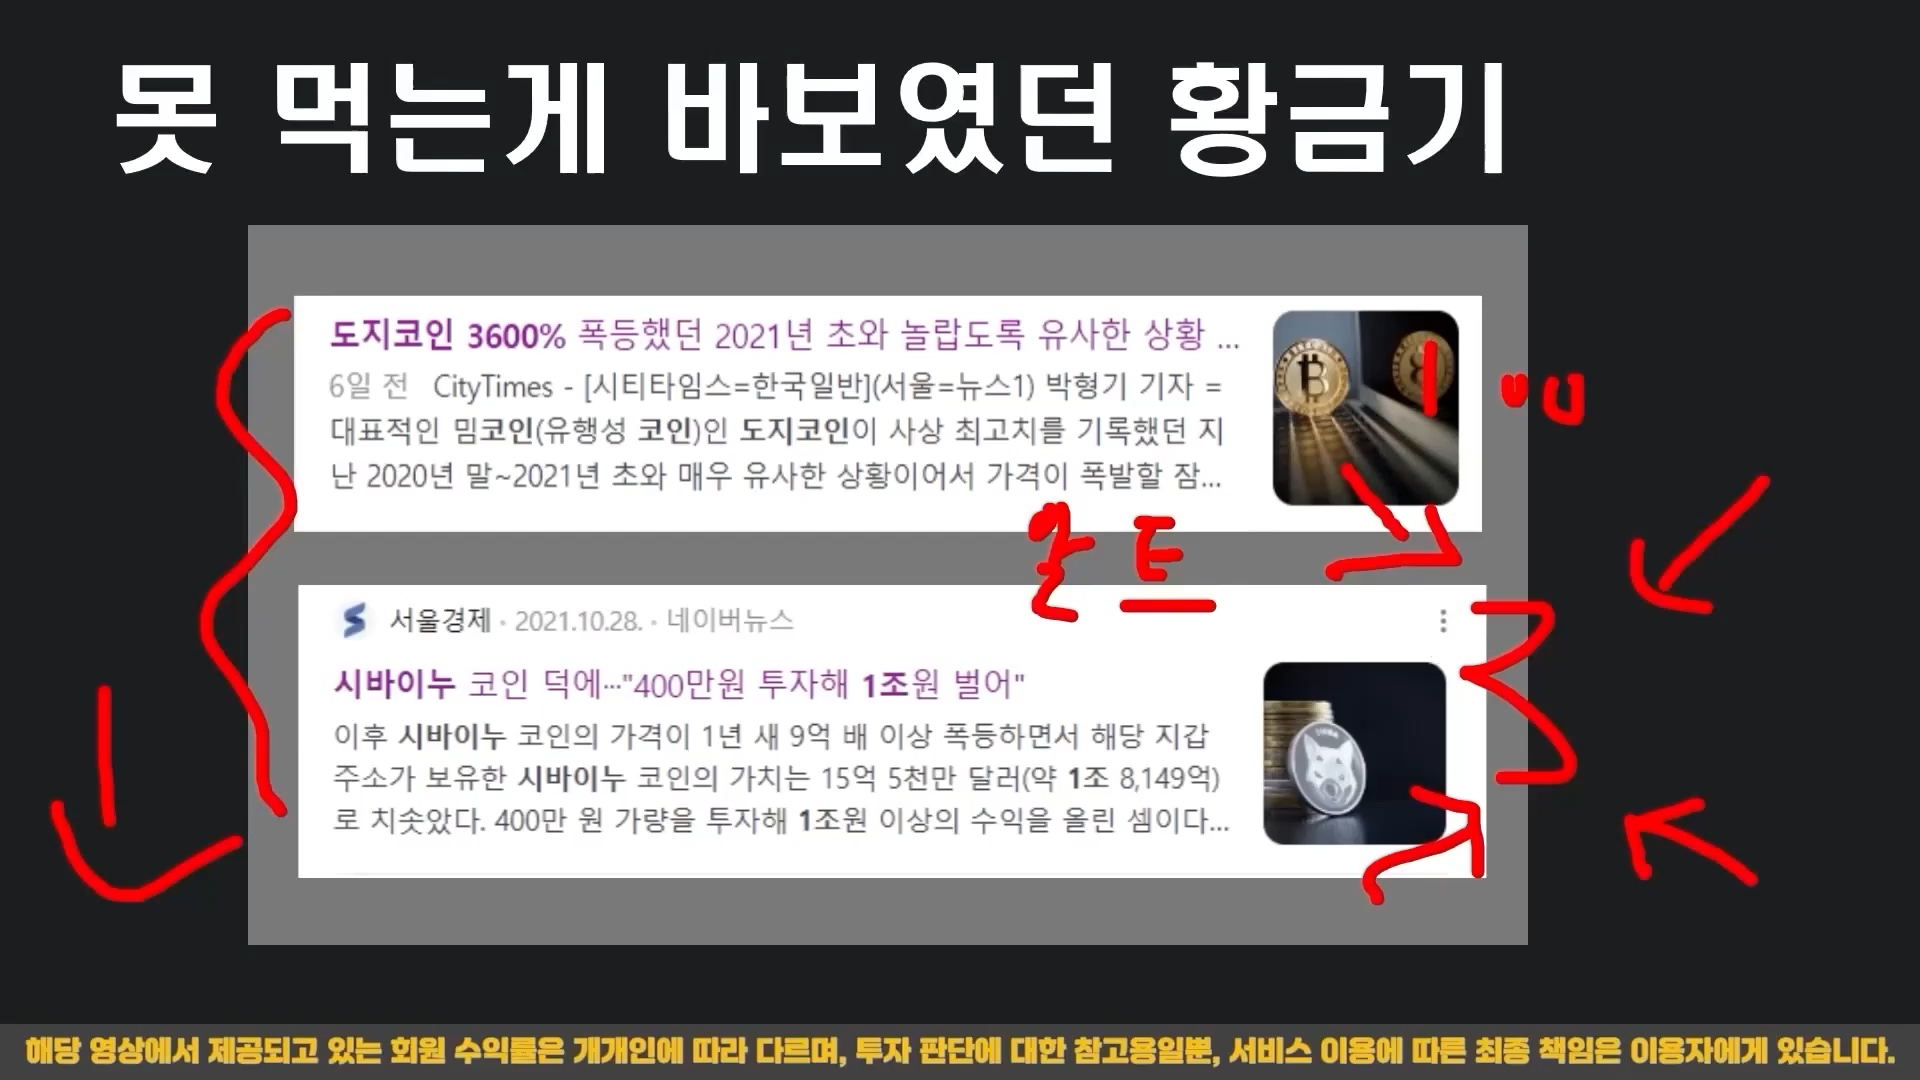 못 먹는게 바보였던 황금기
도지코인 3600% 폭등했던 2021년 초와 놀랍도록 유사한 상황 ...
6일 전 CityTimes - [시티타임스=한국일반](서울=뉴스1) 박형기 기자 =
대표적인 밈코인(유행성 코인)인 도지코인이 사상 최고치를 기록했던 지
난 2020년 말~2021년 초와 매우 유사한 상황이어서 가격이 폭발할 잠...
알트
서울경제 · 2021.10.28. · 네이버뉴스
시바이누 코인 덕에…"400만원 투자해 1조원 벌어"
이후 시바이누 코인의 가격이 1년 새 9억 배 이상 폭등하면서 해당 지갑
주소가 보유한 시바이누 코인의 가치는 15억 5천만 달러(약 1조 8,149억)
로 치솟았다. 400만 원 가량을 투자해 1조원 이상의 수익을 올린 셈이다...
해당 영상에서 제공되고 있는 회원 수익률은 개개인에 따라 다르며, 투자 판단에 대한 참고용일뿐, 서비스 이용에 따른 최종 책임은 이용자에게 있습니다.